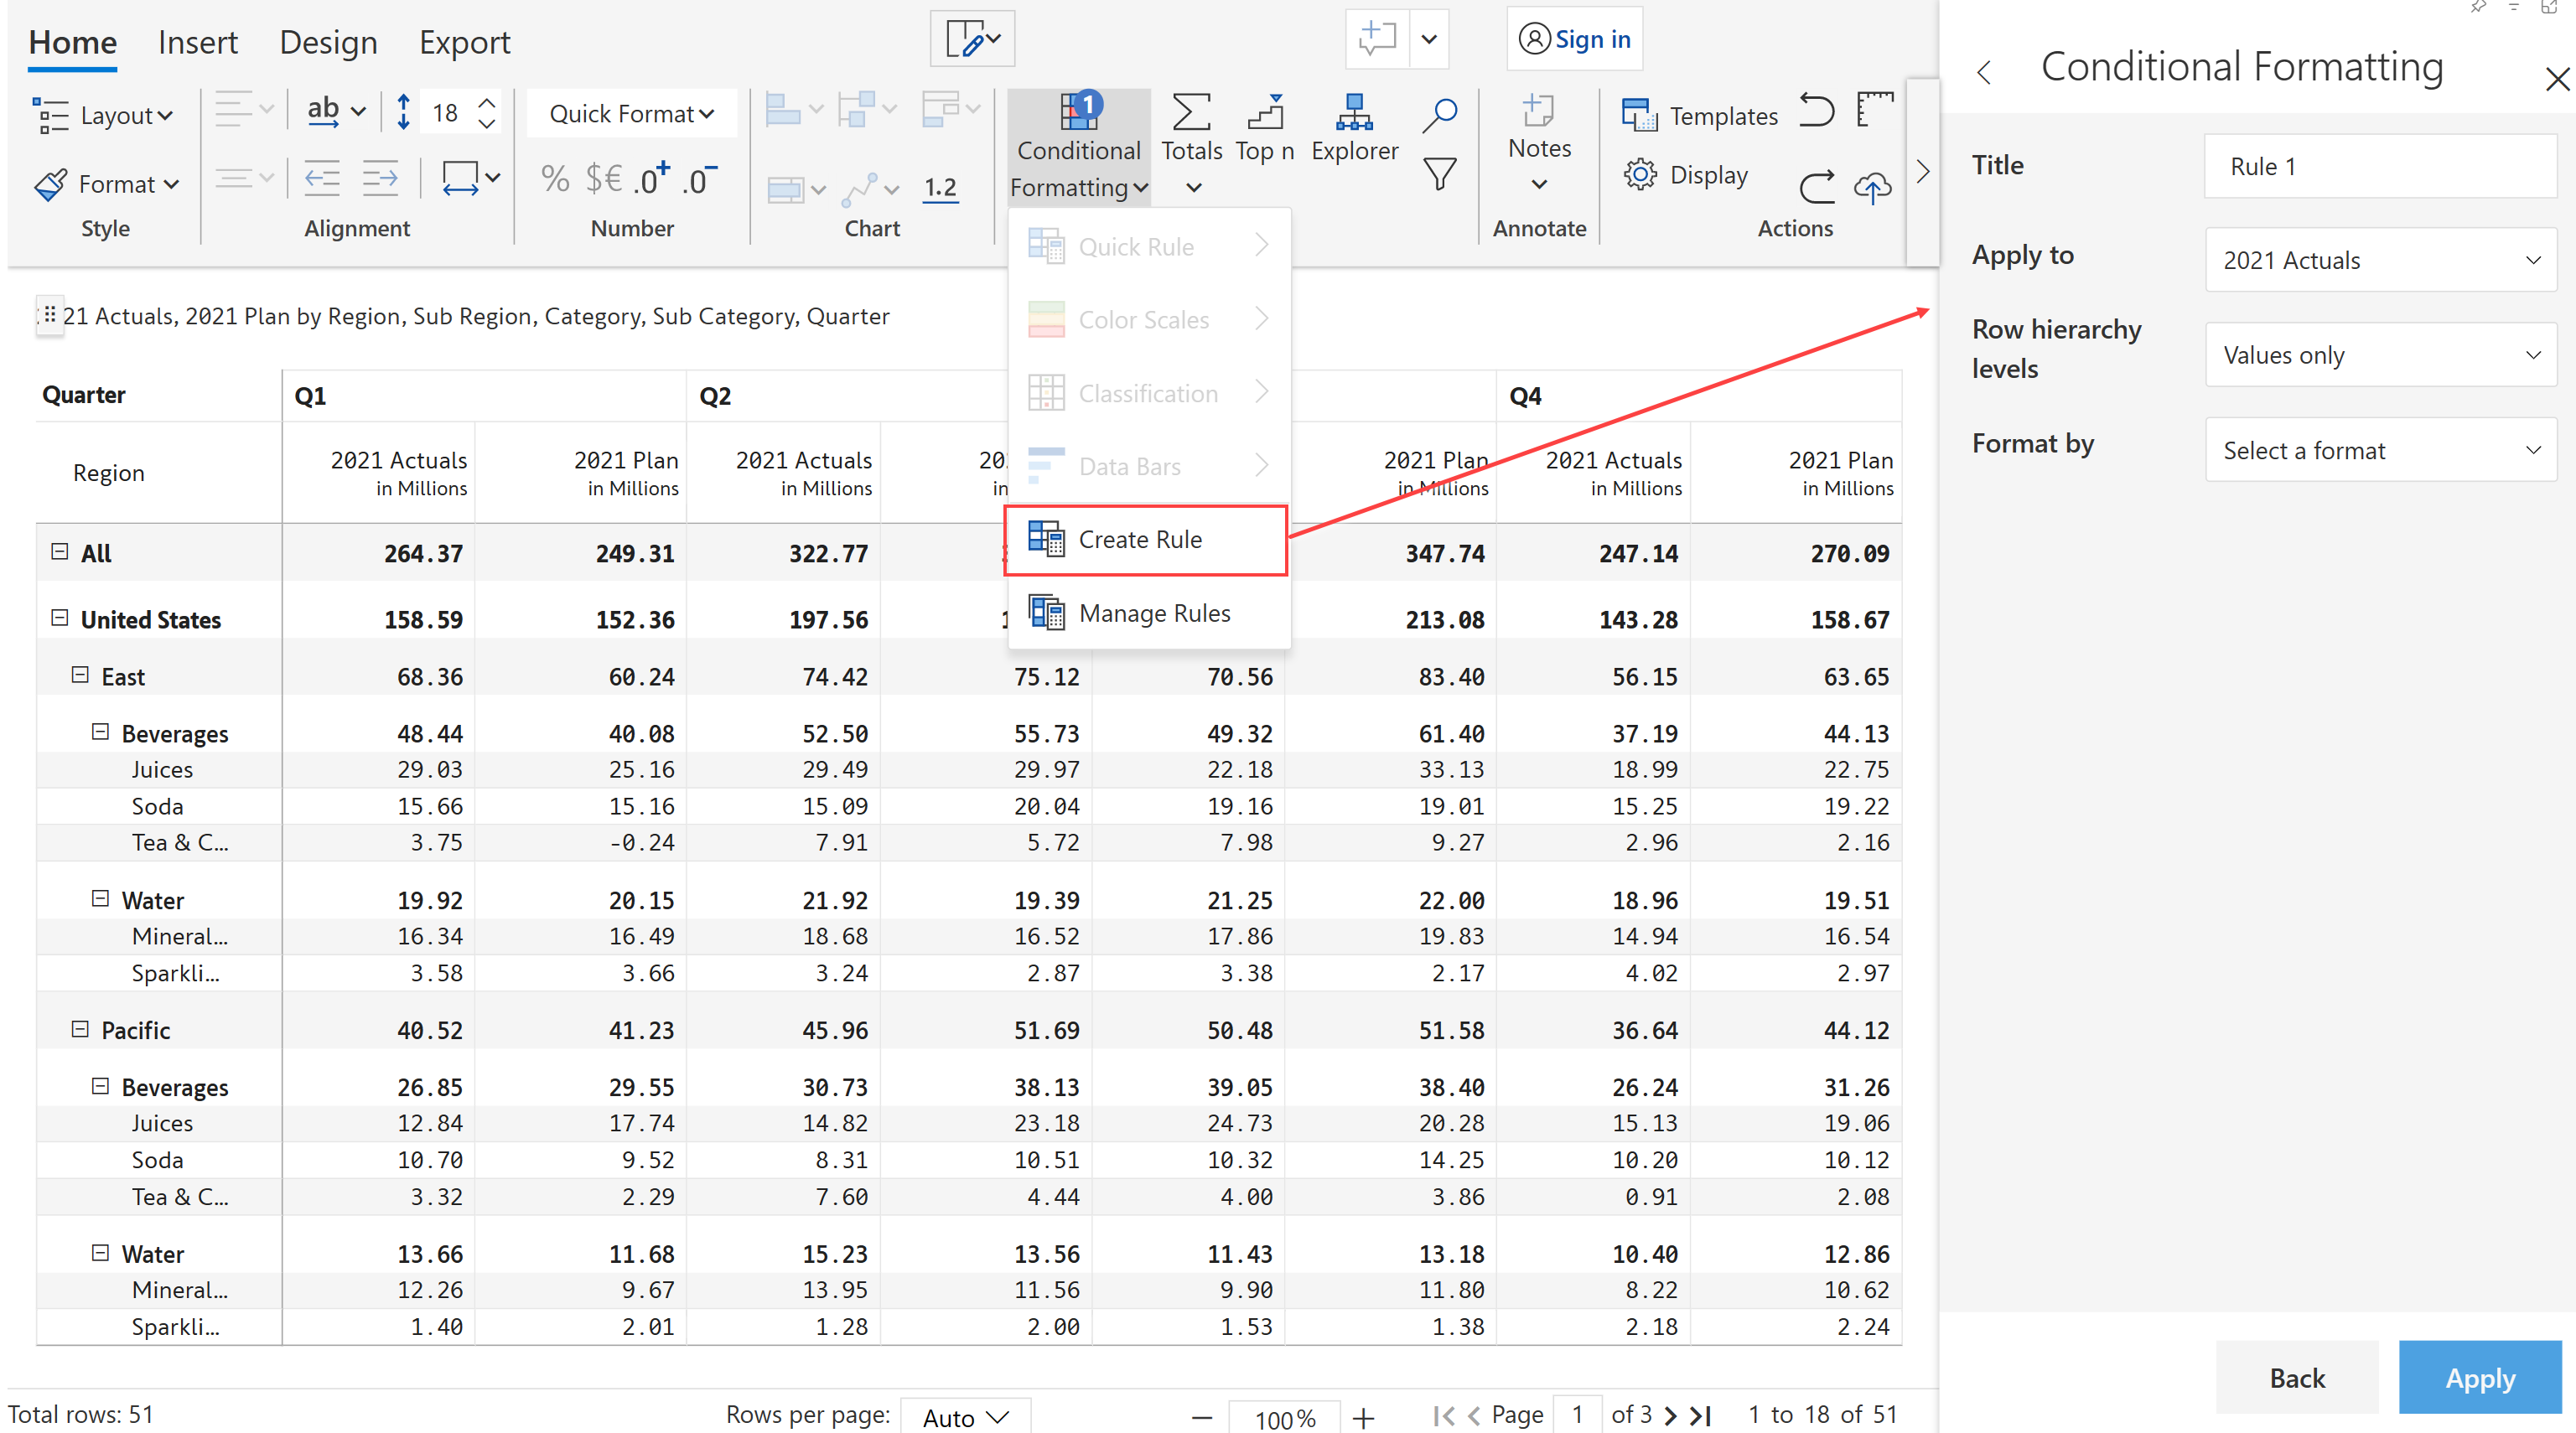 Home Insert Design Export Sign in
Layout ab 18 Quick Format 1 Templates
Conditional Formatting Totals Top n Explorer Notes Display
Format % $€ .0+ .0- 1.2
Style Alignment Number Chart Annotate Actions
Quick Rule
Color Scales
Classification
Data Bars
Create Rule
Manage Rules
21 Actuals, 2021 Plan by Region, Sub Region, Category, Sub Category, Quarter
Quarter Q1 Q2 Q4
Region 2021 Actuals 2021 Plan 2021 Actuals 20 2021 Plan 2021 Actuals 2021 Plan
in Millions in Millions in Millions in in Millions in Millions in Millions
All 264.37 249.31 322.77 347.74 247.14 270.09
United States 158.59 152.36 197.56 1 213.08 143.28 158.67
East 68.36 60.24 74.42 75.12 70.56 83.40 56.15 63.65
Beverages 48.44 40.08 52.50 55.73 49.32 61.40 37.19 44.13
Juices 29.03 25.16 29.49 29.97 22.18 33.13 18.99 22.75
Soda 15.66 15.16 15.09 20.04 19.16 19.01 15.25 19.22
Tea & C... 3.75 -0.24 7.91 5.72 7.98 9.27 2.96 2.16
Water 19.92 20.15 21.92 19.39 21.25 22.00 18.96 19.51
Mineral... 16.34 16.49 18.68 16.52 17.86 19.83 14.94 16.54
Sparkli... 3.58 3.66 3.24 2.87 3.38 2.17 4.02 2.97
Pacific 40.52 41.23 45.96 51.69 50.48 51.58 36.64 44.12
Beverages 26.85 29.55 30.73 38.13 39.05 38.40 26.24 31.26
Juices 12.84 17.74 14.82 23.18 24.73 20.28 15.13 19.06
Soda 10.70 9.52 8.31 10.51 10.32 14.25 10.20 10.12
Tea & C... 3.32 2.29 7.60 4.44 4.00 3.86 0.91 2.08
Water 13.66 11.68 15.23 13.56 11.43 13.18 10.40 12.86
Mineral... 12.26 9.67 13.95 11.56 9.90 11.80 8.22 10.62
Sparkli... 1.40 2.01 1.28 2.00 1.53 1.38 2.18 2.24
Total rows: 51 Rows per page: Auto 100% Page 1 of 3 1 to 18 of 51
Conditional Formatting
Title Rule 1
Apply to 2021 Actuals
Row hierarchy levels Values only
Format by Select a format
Back Apply